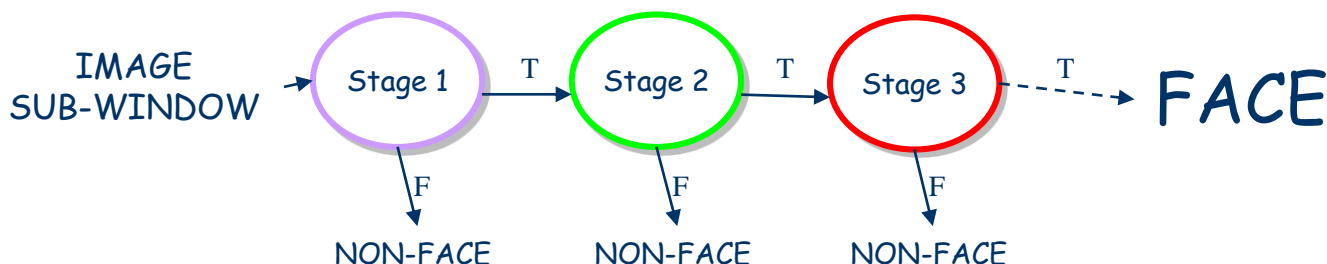 IMAGE
SUB-WINDOW
Stage 1
T
Stage 2
T
Stage 3
T
FACE
F
F
F
NON-FACE
NON-FACE
NON-FACE